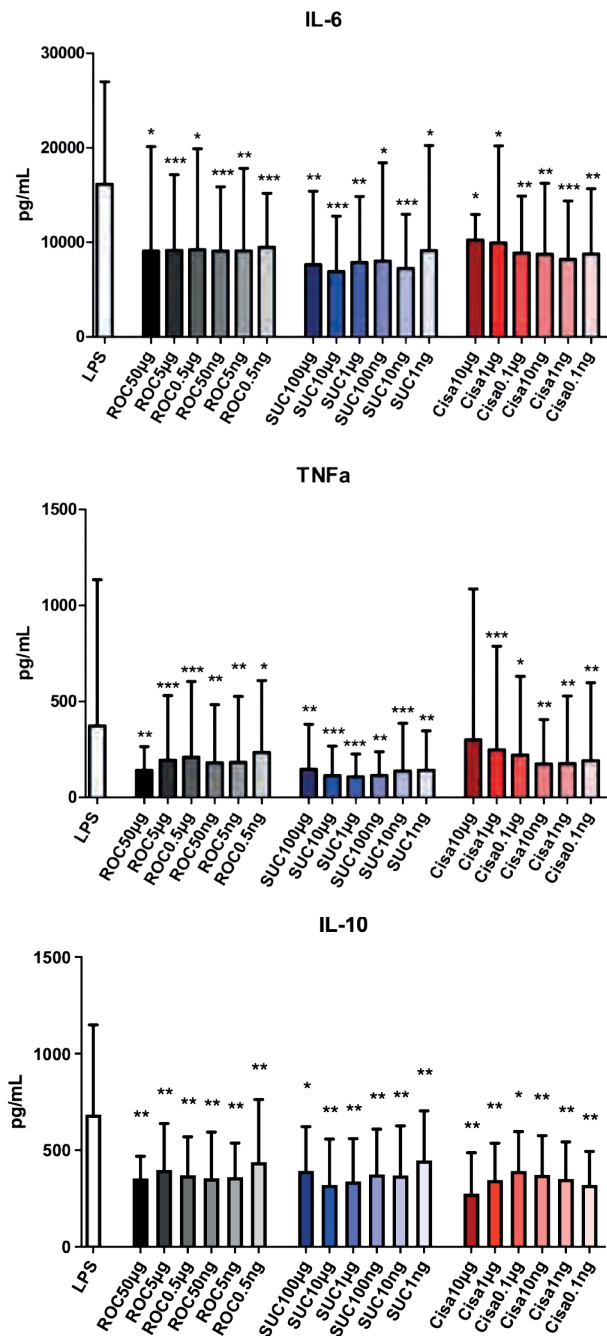 IL-6
30000
20000
10000
0
pg/mL
* *** * *** ** ***
** *** ** * *** *
* * ** ** *** **
LPS
ROC50µg
ROC5µg
ROC0.5µg
ROC50ng
ROC5ng
ROC0.5ng
SUC100µg
SUC10µg
SUC1µg
SUC100ng
SUC10ng
SUC1ng
Cisa10µg
Cisa1µg
Cisa0.1µg
Cisa10ng
Cisa1ng
Cisa0.1ng
TNFa
1500
1000
500
0
pg/mL
** *** *** ** ** *
** *** *** ** *** **
*** * ** ** **
LPS
ROC50µg
ROC5µg
ROC0.5µg
ROC50ng
ROC5ng
ROC0.5ng
SUC100µg
SUC10µg
SUC1µg
SUC100ng
SUC10ng
SUC1ng
Cisa10µg
Cisa1µg
Cisa0.1µg
Cisa10ng
Cisa1ng
Cisa0.1ng
IL-10
1500
1000
500
0
pg/mL
** ** ** ** ** **
* ** ** ** ** **
** ** * ** ** **
LPS
ROC50µg
ROC5µg
ROC0.5µg
ROC50ng
ROC5ng
ROC0.5ng
SUC100µg
SUC10µg
SUC1µg
SUC100ng
SUC10ng
SUC1ng
Cisa10µg
Cisa1µg
Cisa0.1µg
Cisa10ng
Cisa1ng
Cisa0.1ng